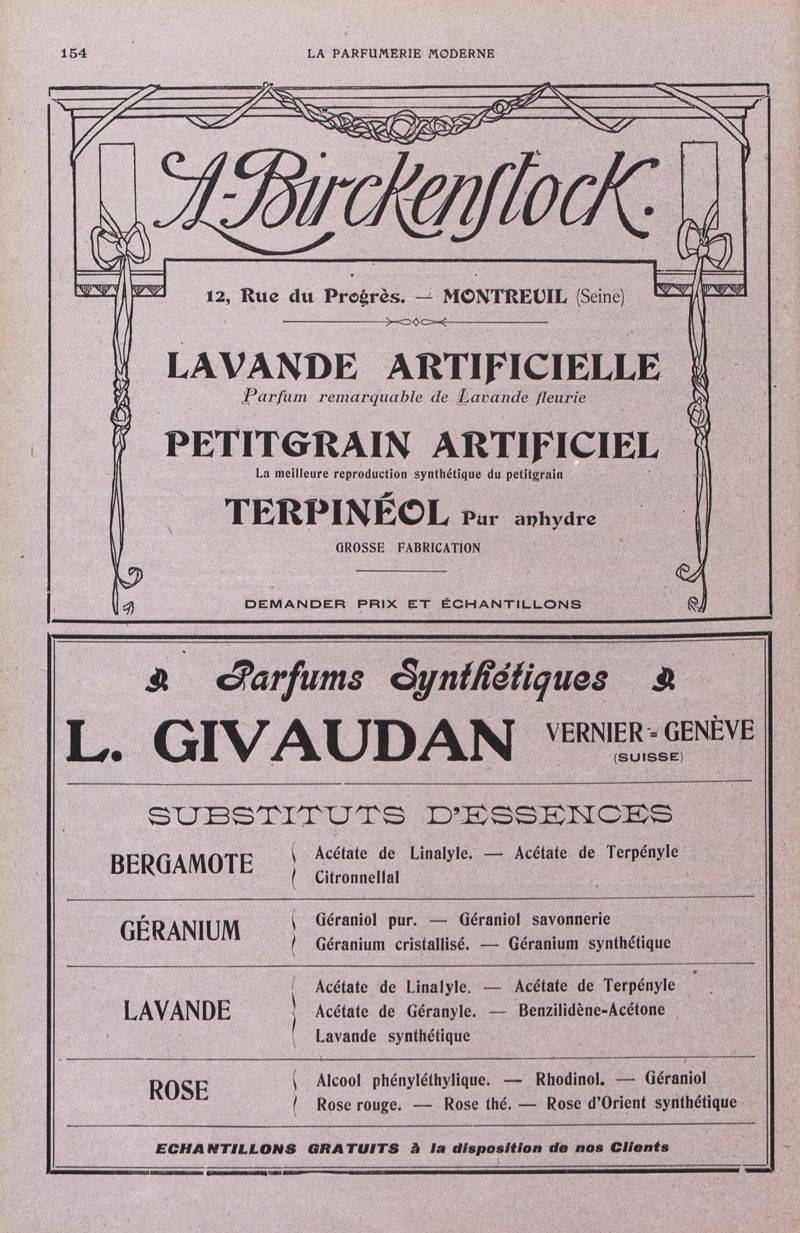 154
LA PARFUMERIE MODERNE
A-Birckenstock.
12, Rue du Progrès. — MONTREUIL (Seine)
LAVANDE ARTIFICIELLE
Parfum remarquable de Lavande fleurie
PETITGRAIN ARTIFICIEL
La meilleure reproduction synthétique du petitgrain
TERPINÉOL Pur anhydre
GROSSE FABRICATION
DEMANDER PRIX ET ÉCHANTILLONS
Parfums Synthétiques
L. GIVAUDAN VERNIER-GENÈVE
(SUISSE)
SUBSTITUTS D'ESSENCES
BERGAMOTE
Acétate de Linalyle. — Acétate de Terpényle
Citronnellal
GÉRANIUM
Géraniol pur. — Géraniol savonnerie
Géranium cristallisé. — Géranium synthétique
LAVANDE
Acétate de Linalyle. — Acétate de Terpényle
Acétate de Géranyle. — Benzilidène-Acétone
Lavande synthétique
ROSE
Alcool phényléthylique. — Rhodinol. — Géraniol
Rose rouge. — Rose thé. — Rose d'Orient synthétique
ECHANTILLONS GRATUITS à la disposition de nos Clients